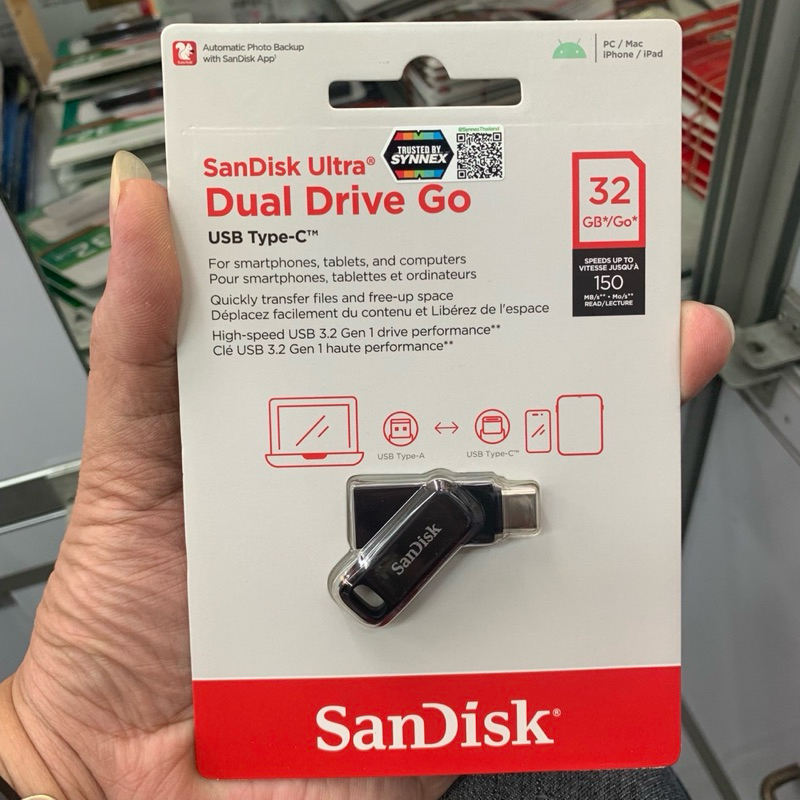 Automatic Photo Backup
with SanDisk App¹
PC / Mac
iPhone / iPad
@SynnexThailand
TRUSTED BY
SYNNEX
SanDisk Ultra®
Dual Drive Go
USB Type-C™
32
GB*/Go*
SPEEDS UP TO
VITESSE JUSQU'À
150
MB/s** • Mo/s**
READ/LECTURE
For smartphones, tablets, and computers
Pour smartphones, tablettes et ordinateurs
Quickly transfer files and free-up space
Déplacez facilement du contenu et Libérez de l'espace
High-speed USB 3.2 Gen 1 drive performance**
Clé USB 3.2 Gen 1 haute performance**
USB Type-A
USB Type-C™
SanDisk
SanDisk®